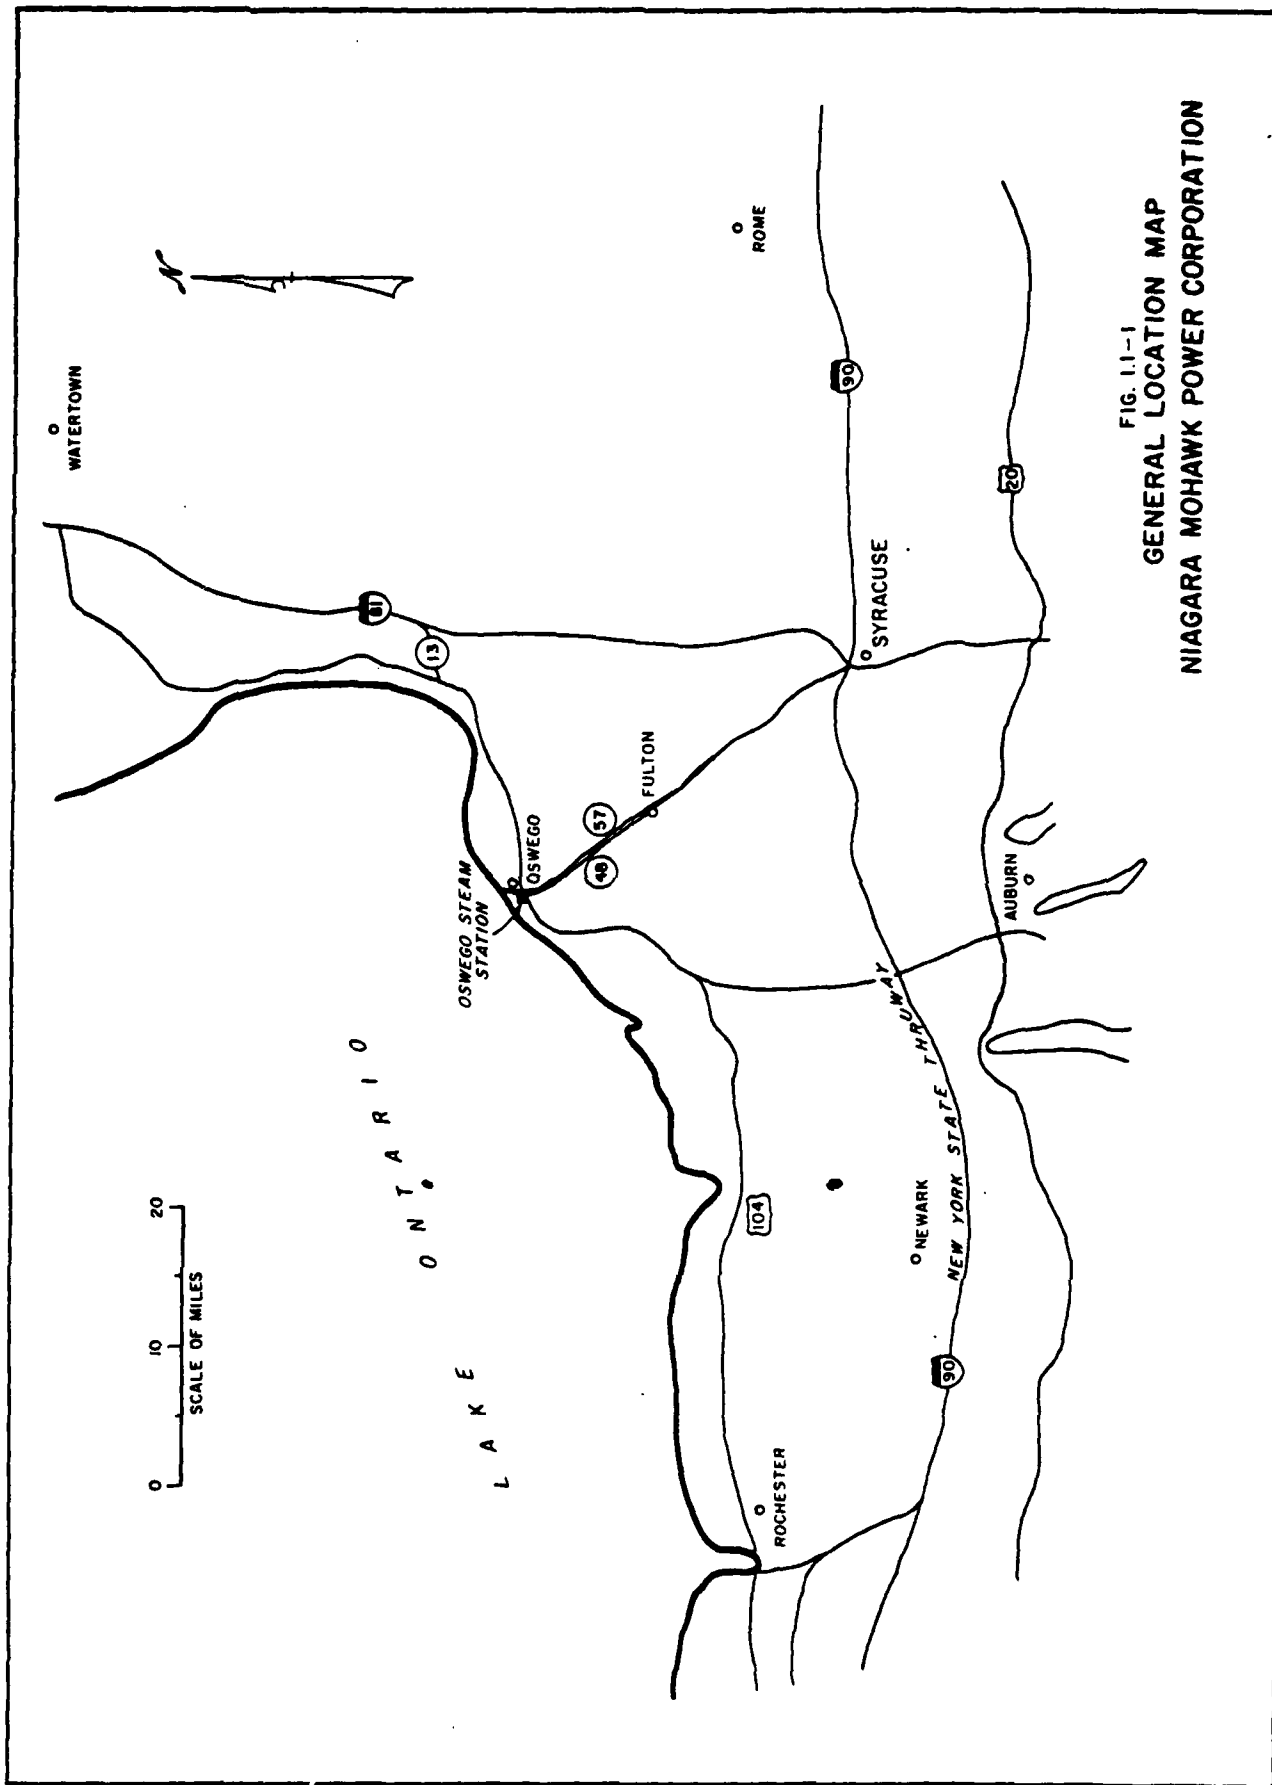 0 10 20
SCALE OF MILES
N
WATERTOWN
LAKE ONTARIO
81
13
OSWEGO STEAM
STATION
OSWEGO
57
48
FULTON
ROME
90
SYRACUSE
104
ROCHESTER
NEWARK
NEW YORK STATE THRUWAY
90
AUBURN
20
FIG. 1.1-1
GENERAL LOCATION MAP
NIAGARA MOHAWK POWER CORPORATION